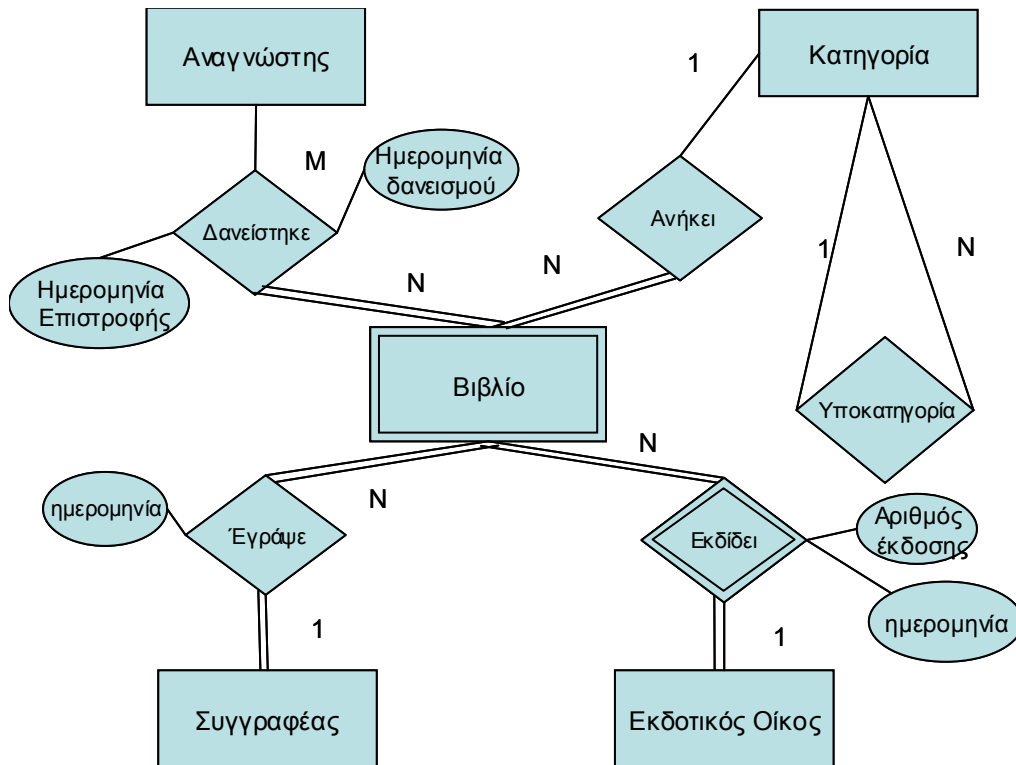 Αναγνώστης
Κατηγορία
1
Μ
Ημερομηνία
δανεισμού
Δανείστηκε
Ανήκει
1
Ν
Ν
Ν
Ημερομηνία
Επιστροφής
Βιβλίο
Υποκατηγορία
Ν
Ν
ημερομηνία
Έγράψε
Εκδίδει
Αριθμός
έκδοσης
ημερομηνία
1
1
Συγγραφέας
Εκδοτικός Οίκος